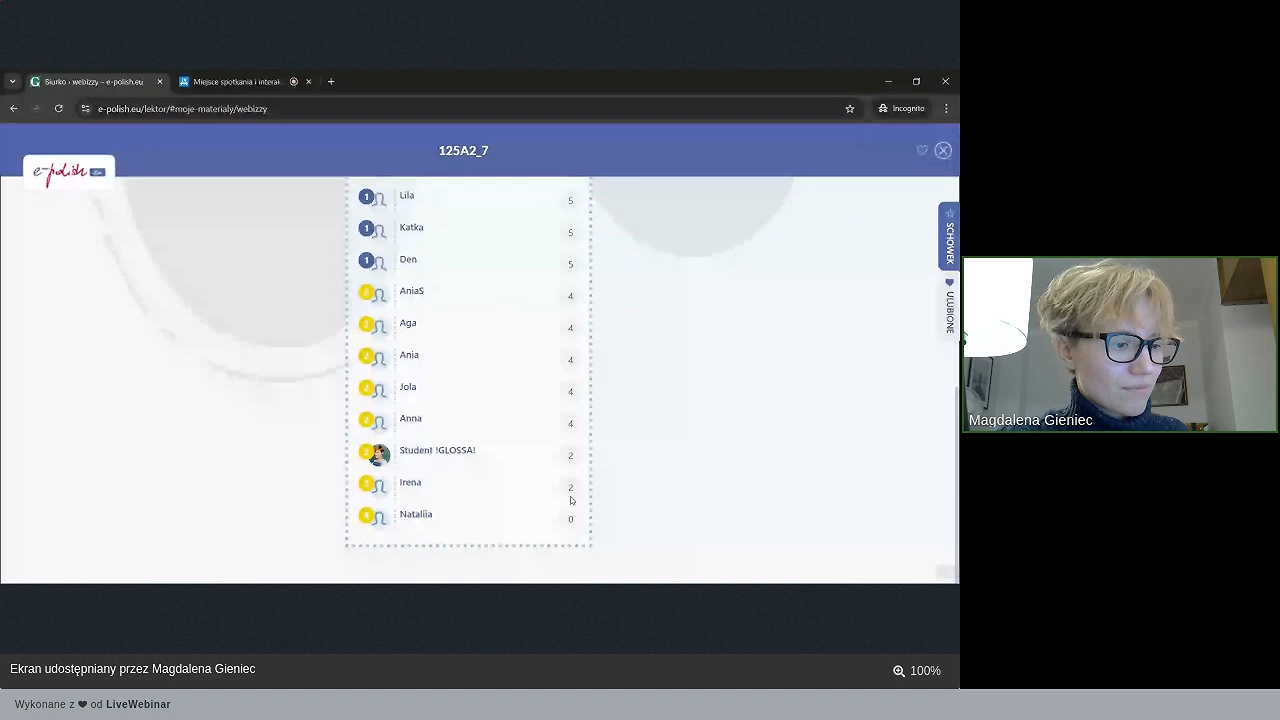 Siurko › webizzy – e-polish.eu
Miejsce spotkania i interak
e-polish.eu/lektor/#moje-materialy/webizzy
Incognito
125A2_7
e-polish
SCHOWEK
ULUBIONE
1 Lila 5
1 Katka 5
1 Den 5
2 AniaS 4
2 Aga 4
2 Ania 4
2 Jola 4
2 Anna
3 Student !GLOSSA! 2
3 Irena 2
4 Nataliia 0
Magdalena Gieniec
Ekran udostępniany przez Magdalena Gieniec
100%
Wykonane z ❤ od LiveWebinar